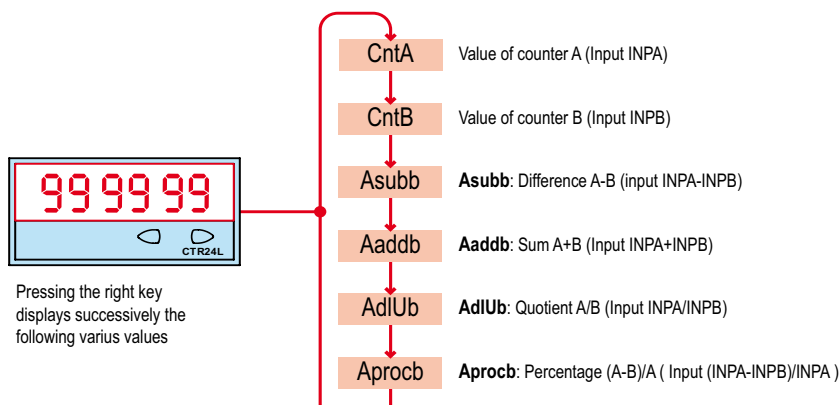 CntA
Value of counter A (Input INPA)
CntB
Value of counter B (Input INPB)
Asubb
Asubb: Difference A-B (input INPA-INPB)
Aaddb
Aaddb: Sum A+B (Input INPA+INPB)
AdlUb
AdlUb: Quotient A/B (Input INPA/INPB)
Aprocb
Aprocb: Percentage (A-B)/A ( Input (INPA-INPB)/INPA )
999999
CTR24L
Pressing the right key
displays successively the
following varius values